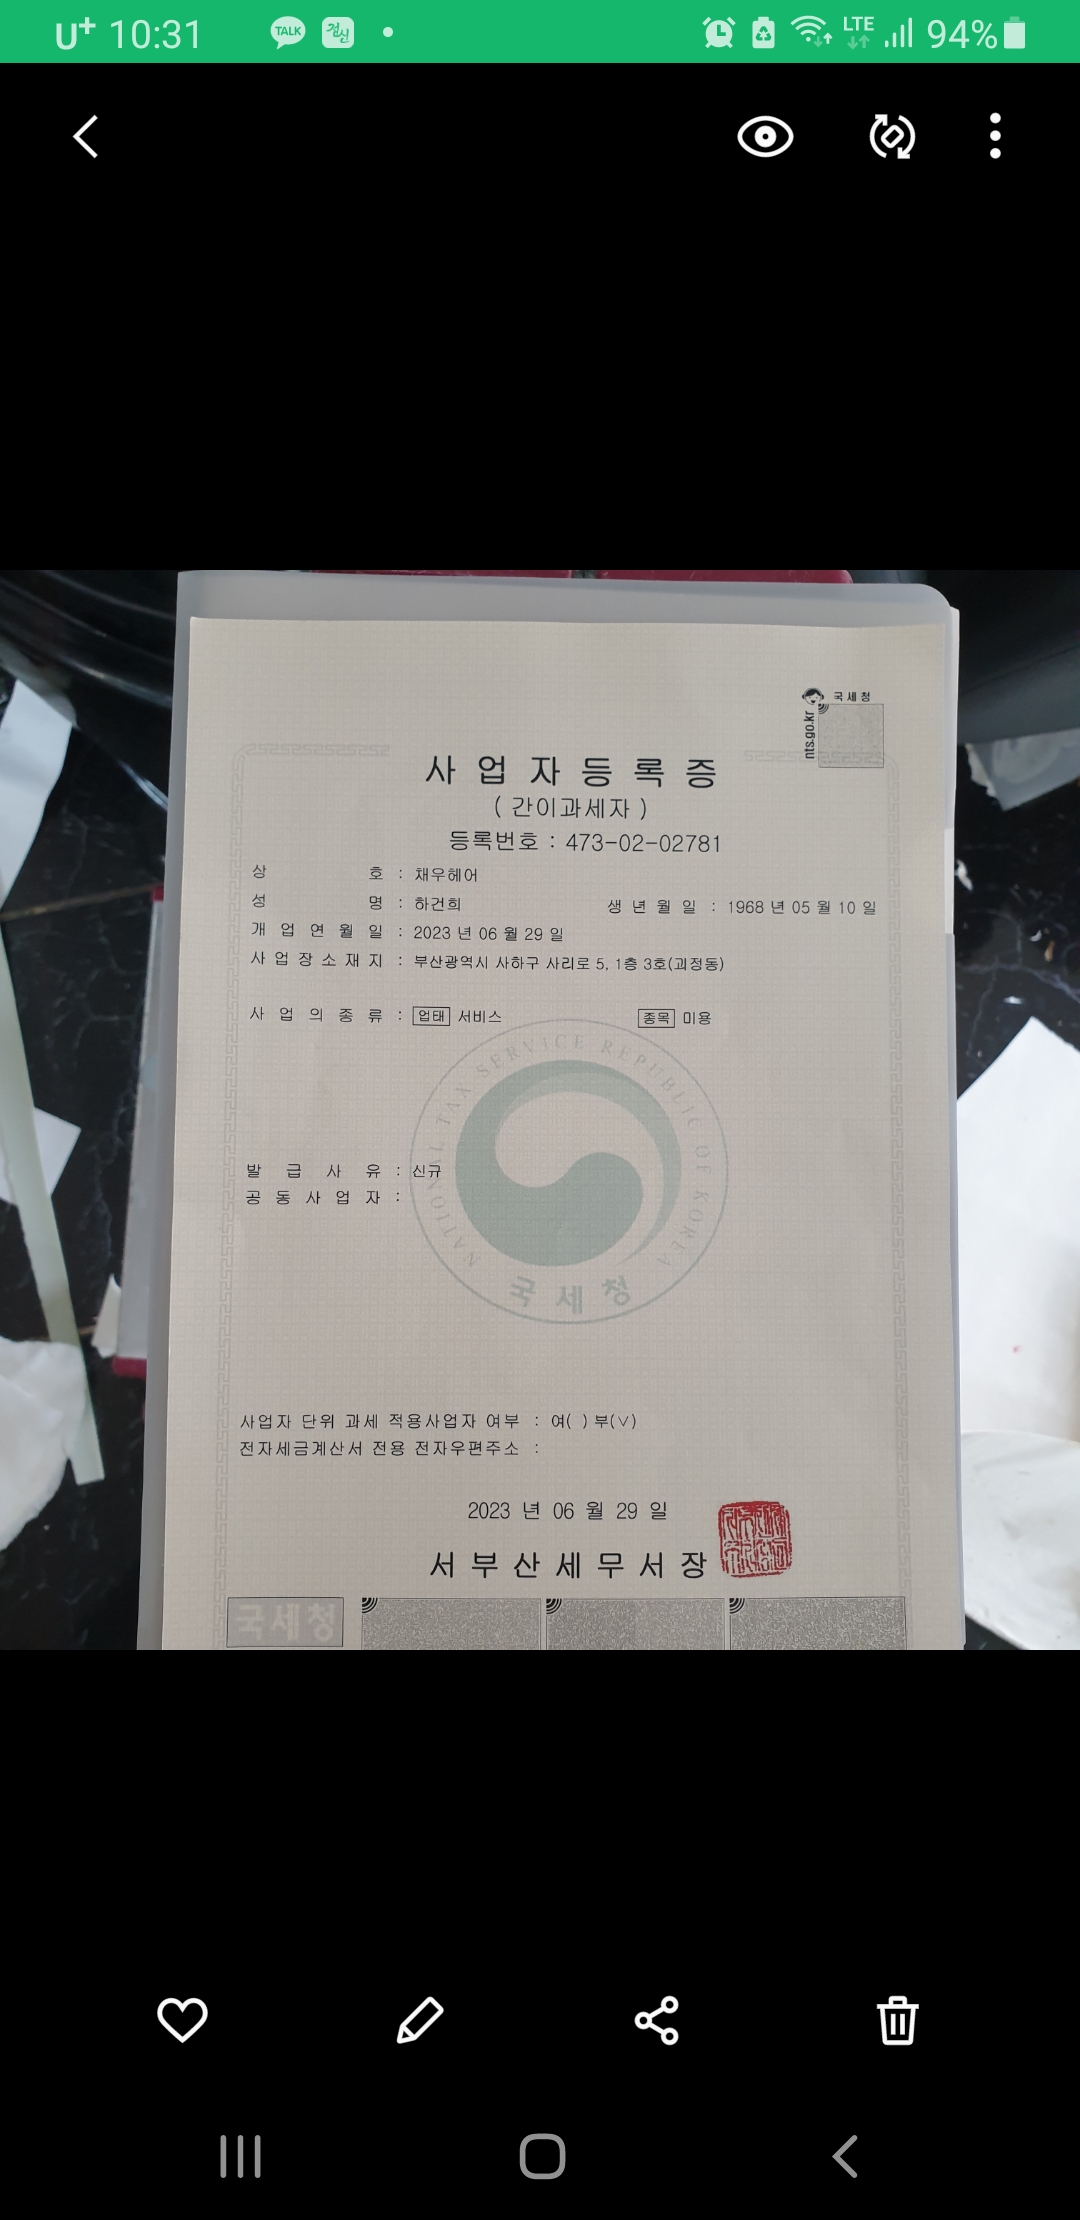 U+ 10:31 TALK 걸신 LTE 94%
국세청
nts.go.kr
사업자등록증
( 간이과세자 )
등록번호 : 473-02-02781
상 호 : 채우헤어
성 명 : 하건희 생년월일 : 1968 년 05 월 10 일
개업연월일 : 2023 년 06 월 29 일
사업장소재지 : 부산광역시 사하구 사리로 5, 1층 3호(괴정동)
사업의종류 : 업태 서비스 종목 미용
NATIONAL TAX SERVICE REPUBLIC OF KOREA
국세청
발급사유 : 신규
공동사업자 :
사업자 단위 과세 적용사업자 여부 : 여( ) 부(∨)
전자세금계산서 전용 전자우편주소 :
2023 년 06 월 29 일
서부산세무서장
국세청